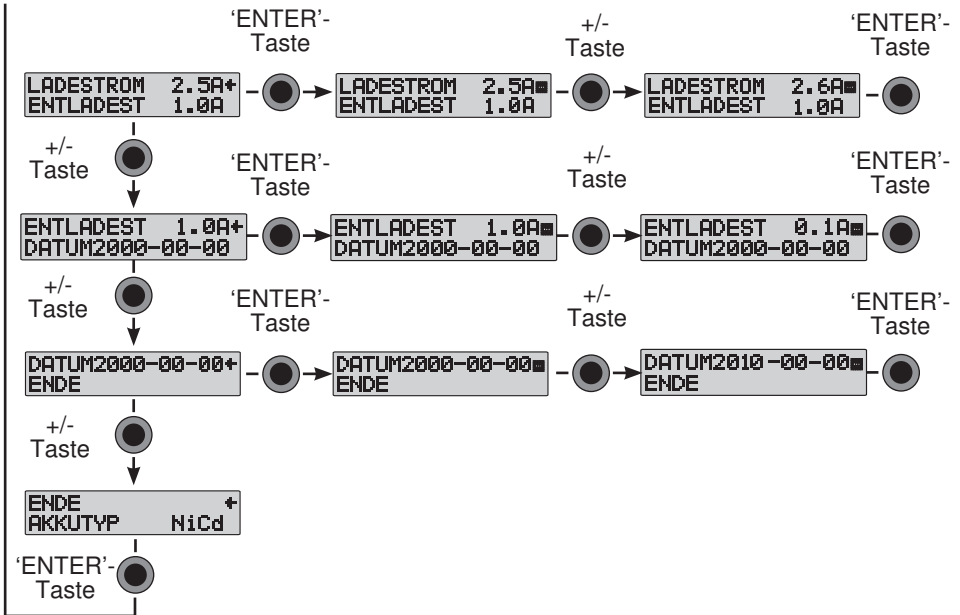 'ENTER'-
Taste
+/-
Taste
'ENTER'-
Taste
LADESTROM 2.5A
ENTLADEST 1.0A
LADESTROM 2.5A
ENTLADEST 1.0A
LADESTROM 2.6A
ENTLADEST 1.0A
+/-
Taste
'ENTER'-
Taste
+/-
Taste
'ENTER'-
Taste
ENTLADEST 1.0A
DATUM2000-00-00
ENTLADEST 1.0A
DATUM2000-00-00
ENTLADEST 0.1A
DATUM2000-00-00
+/-
Taste
'ENTER'-
Taste
+/-
Taste
'ENTER'-
Taste
DATUM2000-00-00
ENDE
DATUM2000-00-00
ENDE
DATUM2010-00-00
ENDE
+/-
Taste
ENDE
AKKUTYP NiCd
'ENTER'-
Taste